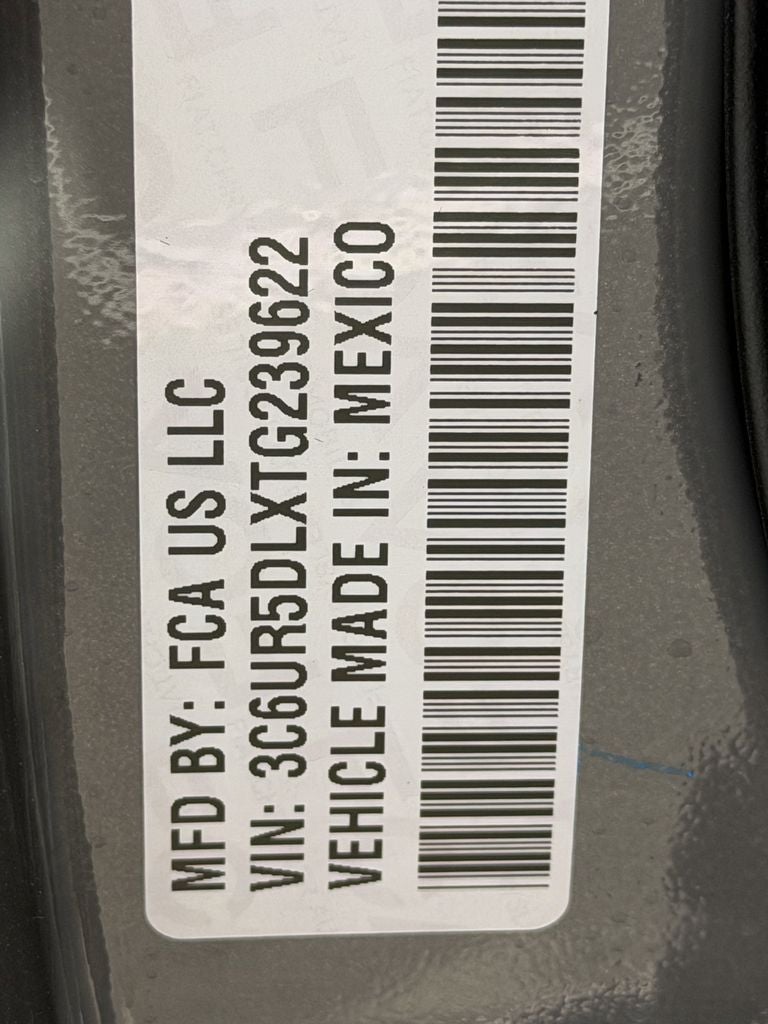 MFD BY: FCA US LLC
VIN: 3C6UR5DLXTG239622
VEHICLE MADE IN: MEXICO